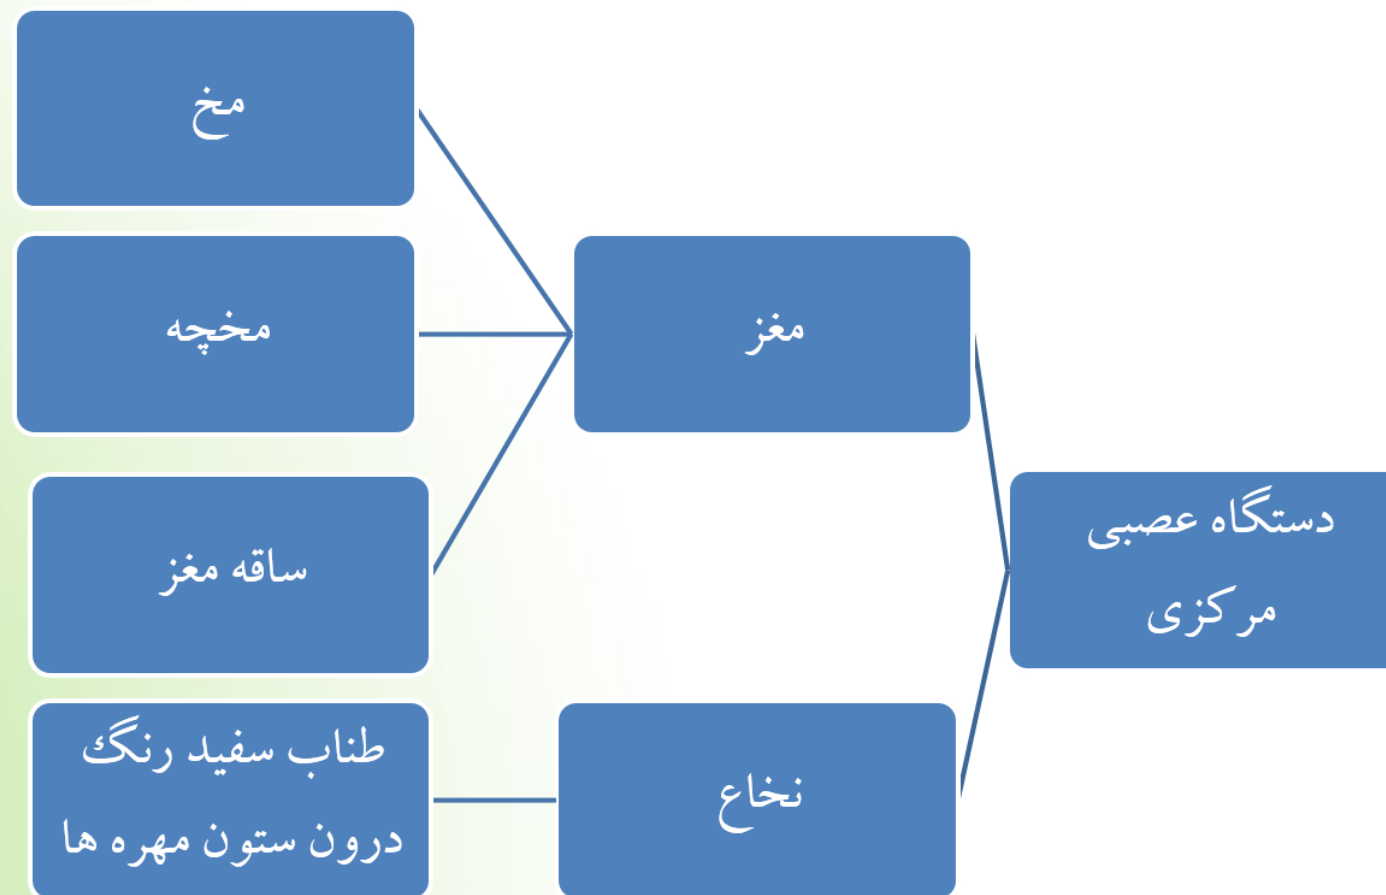 دستگاه عصبی
مرکزی
مغز
مخ
مخچه
ساقه مغز
نخاع
طناب سفید رنگ
درون ستون مهره ها